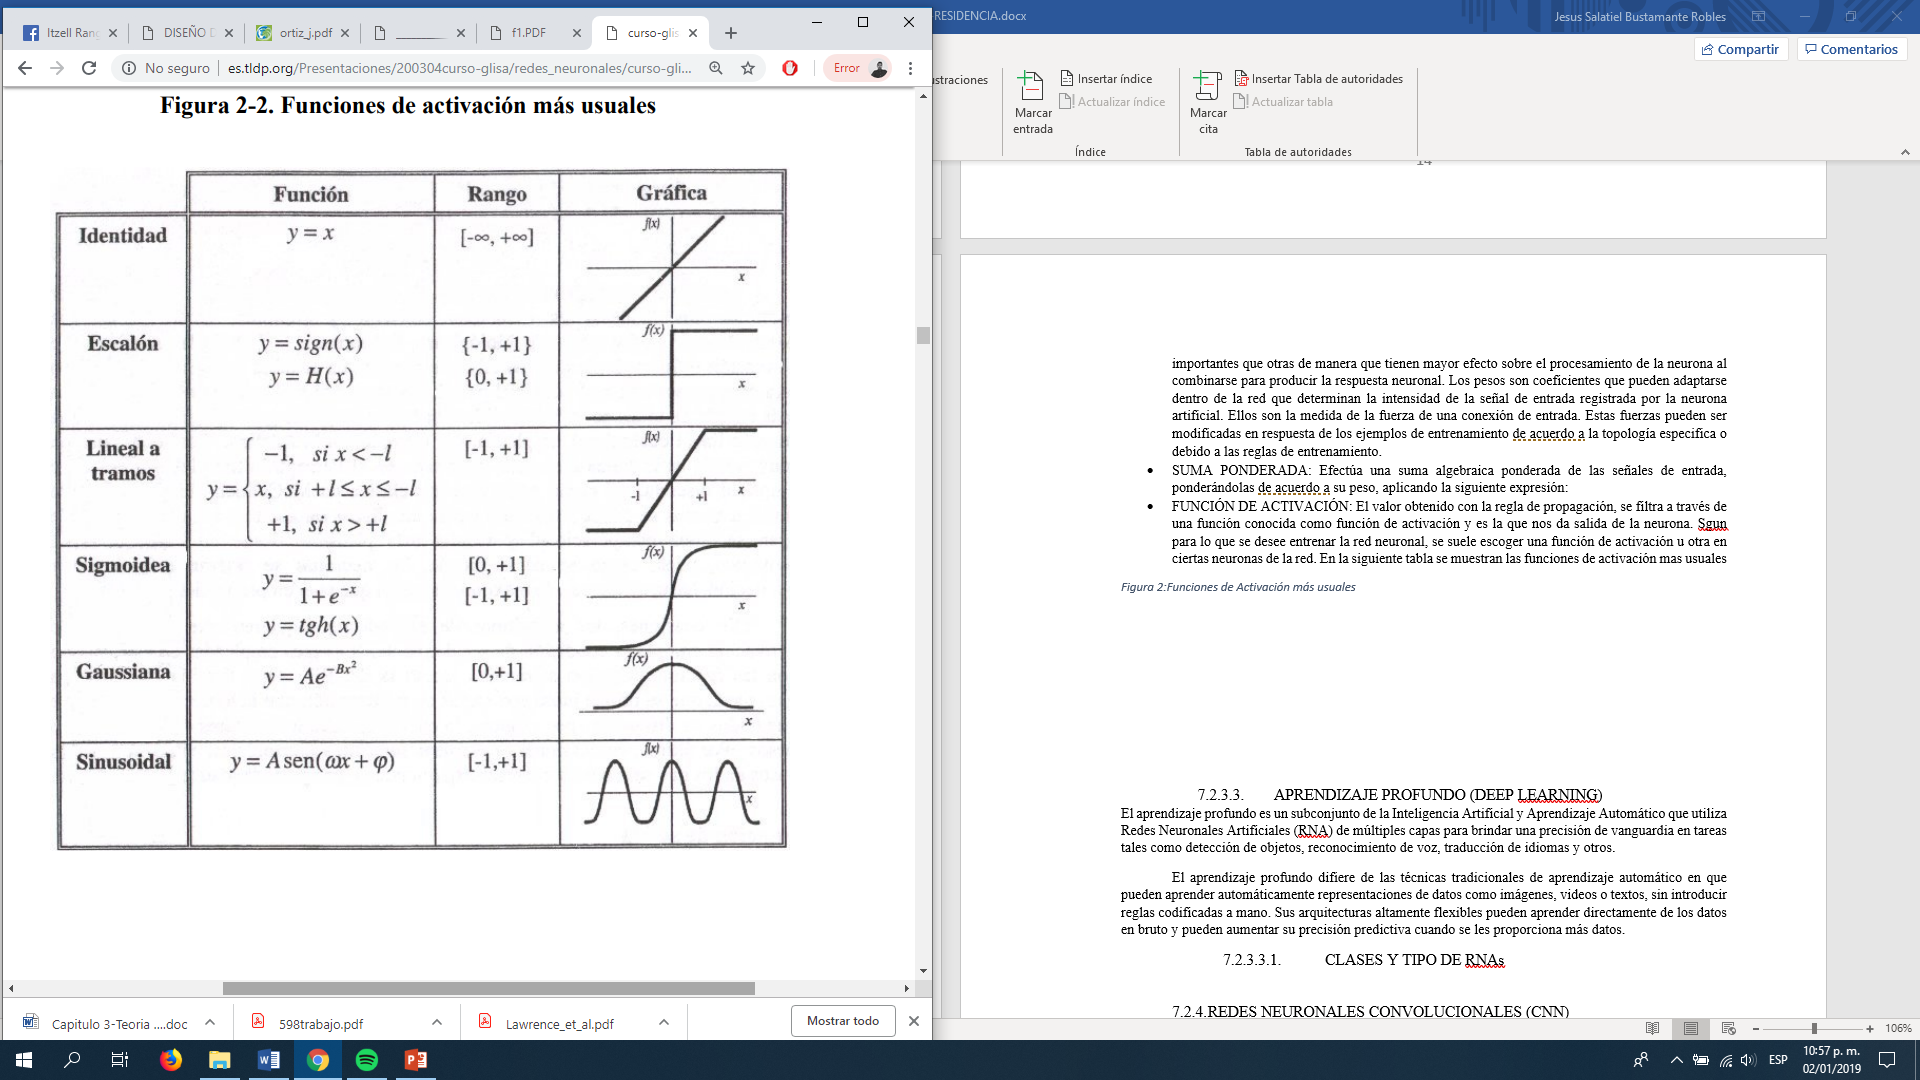 Itzell Rang
DISEÑO D
ortiz_j.pdf
f1.PDF
curso-glis
No seguro
es.tldp.org/Presentaciones/200304curso-glisa/redes_neuronales/curso-gli...
Error
Figura 2-2. Funciones de activación más usuales
Función Rango Gráfica
Identidad y = x [-∞, +∞] f(x) x
Escalón y = sign(x) {-1, +1} f(x) x
y = H(x) {0, +1}
Lineal a tramos y = { −1, si x < −l [-1, +1] f(x) -1 +1 x
x, si +l ≤ x ≤ −l
+1, si x > +l
Sigmoidea y = 1 / (1 + e^−x) [0, +1] f(x) x
y = tgh(x) [-1, +1]
Gaussiana y = Ae^−Bx² [0,+1] f(x) x
Sinusoidal y = A sen(ωx + φ) [-1,+1] f(x) x
Capitulo 3-Teoria ....doc
598trabajo.pdf
Lawrence_et_al.pdf
Mostrar todo
RESIDENCIA.docx
Jesus Salatiel Bustamante Robles
Compartir
Comentarios
ustraciones
Marcar entrada
Insertar índice
Actualizar índice
Índice
Marcar cita
Insertar Tabla de autoridades
Actualizar tabla
Tabla de autoridades
14
importantes que otras de manera que tienen mayor efecto sobre el procesamiento de la neurona al
combinarse para producir la respuesta neuronal. Los pesos son coeficientes que pueden adaptarse
dentro de la red que determinan la intensidad de la señal de entrada registrada por la neurona
artificial. Ellos son la medida de la fuerza de una conexión de entrada. Estas fuerzas pueden ser
modificadas en respuesta de los ejemplos de entrenamiento de acuerdo a la topología especifica o
debido a las reglas de entrenamiento.
• SUMA PONDERADA: Efectúa una suma algebraica ponderada de las señales de entrada,
ponderándolas de acuerdo a su peso, aplicando la siguiente expresión:
• FUNCIÓN DE ACTIVACIÓN: El valor obtenido con la regla de propagación, se filtra a través de
una función conocida como función de activación y es la que nos da salida de la neurona. Sgun
para lo que se desee entrenar la red neuronal, se suele escoger una función de activación u otra en
ciertas neuronas de la red. En la siguiente tabla se muestran las funciones de activación mas usuales
Figura 2:Funciones de Activación más usuales
7.2.3.3. APRENDIZAJE PROFUNDO (DEEP LEARNING)
El aprendizaje profundo es un subconjunto de la Inteligencia Artificial y Aprendizaje Automático que utiliza
Redes Neuronales Artificiales (RNA) de múltiples capas para brindar una precisión de vanguardia en tareas
tales como detección de objetos, reconocimiento de voz, traducción de idiomas y otros.
El aprendizaje profundo difiere de las técnicas tradicionales de aprendizaje automático en que
pueden aprender automáticamente representaciones de datos como imágenes, videos o textos, sin introducir
reglas codificadas a mano. Sus arquitecturas altamente flexibles pueden aprender directamente de los datos
en bruto y pueden aumentar su precisión predictiva cuando se les proporciona más datos.
7.2.3.3.1. CLASES Y TIPO DE RNAs
7.2.4.REDES NEURONALES CONVOLUCIONALES (CNN)
106%
ESP
10:57 p. m.
02/01/2019